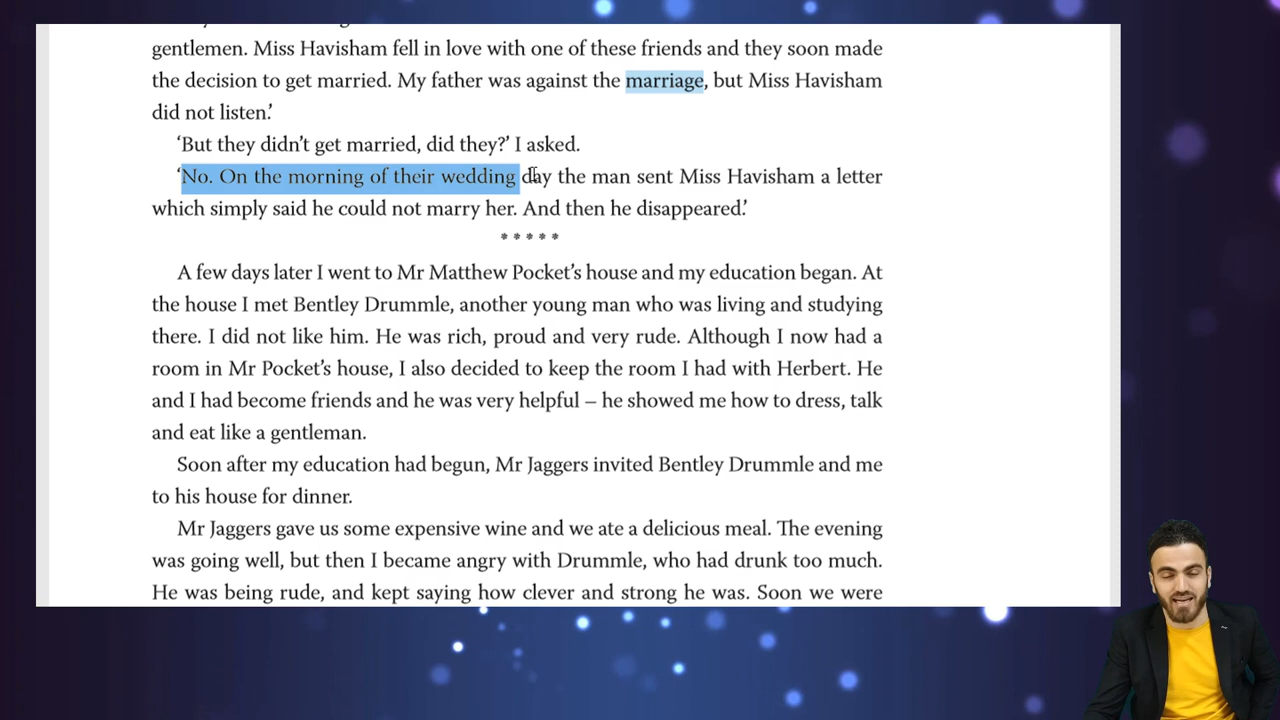 gentlemen. Miss Havisham fell in love with one of these friends and they soon made
the decision to get married. My father was against the marriage, but Miss Havisham
did not listen.’
‘But they didn’t get married, did they?’ I asked.
‘No. On the morning of their wedding day the man sent Miss Havisham a letter
which simply said he could not marry her. And then he disappeared.’
*****
A few days later I went to Mr Matthew Pocket’s house and my education began. At
the house I met Bentley Drummle, another young man who was living and studying
there. I did not like him. He was rich, proud and very rude. Although I now had a
room in Mr Pocket’s house, I also decided to keep the room I had with Herbert. He
and I had become friends and he was very helpful – he showed me how to dress, talk
and eat like a gentleman.
Soon after my education had begun, Mr Jaggers invited Bentley Drummle and me
to his house for dinner.
Mr Jaggers gave us some expensive wine and we ate a delicious meal. The evening
was going well, but then I became angry with Drummle, who had drunk too much.
He was being rude, and kept saying how clever and strong he was. Soon we were